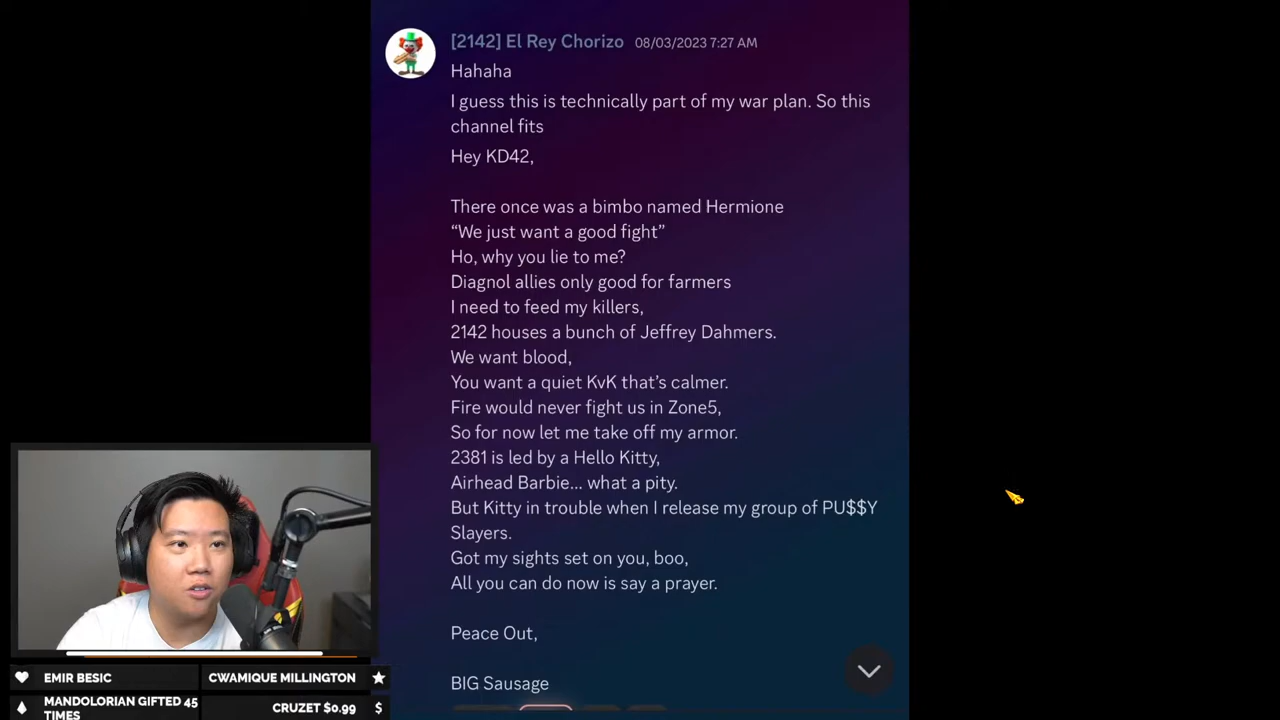 [2142] El Rey Chorizo 08/03/2023 7:27 AM
Hahaha
I guess this is technically part of my war plan. So this
channel fits
Hey KD42,
There once was a bimbo named Hermione
“We just want a good fight”
Ho, why you lie to me?
Diagnol allies only good for farmers
I need to feed my killers,
2142 houses a bunch of Jeffrey Dahmers.
We want blood,
You want a quiet KvK that’s calmer.
Fire would never fight us in Zone5,
So for now let me take off my armor.
2381 is led by a Hello Kitty,
Airhead Barbie... what a pity.
But Kitty in trouble when I release my group of PU$$Y
Slayers.
Got my sights set on you, boo,
All you can do now is say a prayer.
Peace Out,
BIG Sausage
EMIR BESIC
CWAMIQUE MILLINGTON
MANDOLORIAN GIFTED 45
TIMES
CRUZET $0.99 $